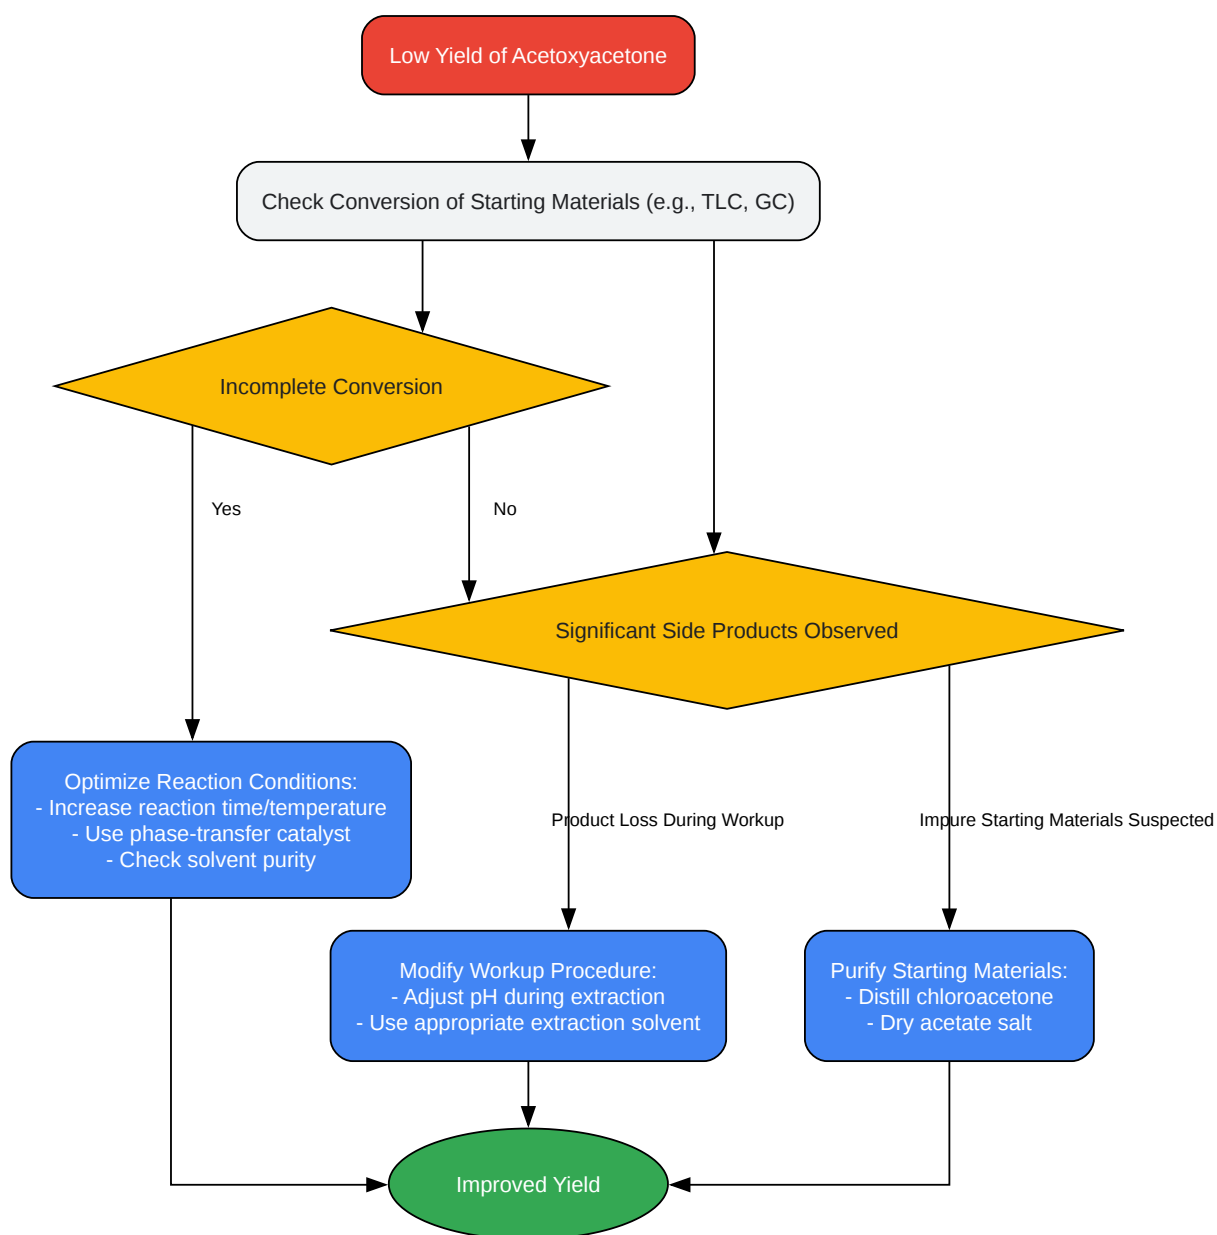 Low Yield of Acetoxyacetone
Check Conversion of Starting Materials (e.g., TLC, GC)
Incomplete Conversion
Yes
No
Significant Side Products Observed
Optimize Reaction Conditions:
- Increase reaction time/temperature
- Use phase-transfer catalyst
- Check solvent purity
Product Loss During Workup
Impure Starting Materials Suspected
Modify Workup Procedure:
- Adjust pH during extraction
- Use appropriate extraction solvent
Purify Starting Materials:
- Distill chloroacetone
- Dry acetate salt
Improved Yield